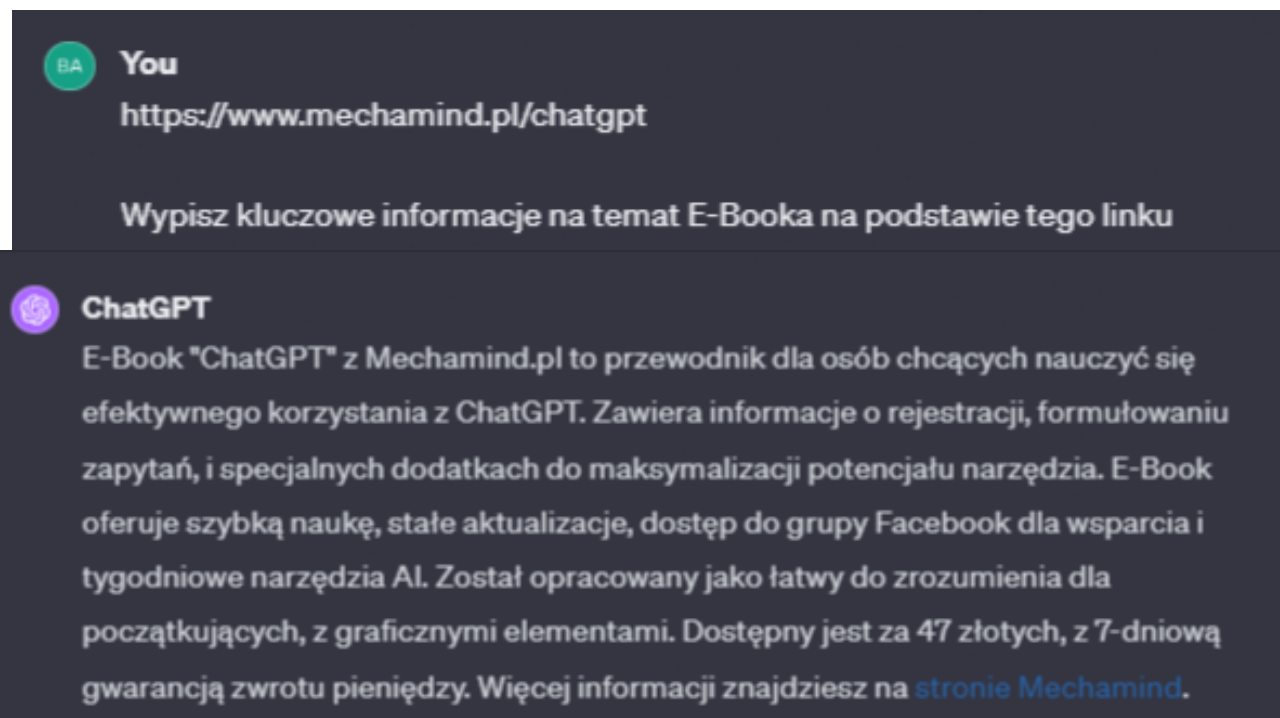 BA
You
https://www.mechamind.pl/chatgpt
Wypisz kluczowe informacje na temat E-Booka na podstawie tego linku
ChatGPT
E-Book "ChatGPT" z Mechamind.pl to przewodnik dla osób chcących nauczyć się
efektywnego korzystania z ChatGPT. Zawiera informacje o rejestracji, formułowaniu
zapytań, i specjalnych dodatkach do maksymalizacji potencjału narzędzia. E-Book
oferuje szybką naukę, stałe aktualizacje, dostęp do grupy Facebook dla wsparcia i
tygodniowe narzędzia AI. Został opracowany jako łatwy do zrozumienia dla
początkujących, z graficznymi elementami. Dostępny jest za 47 złotych, z 7-dniową
gwarancją zwrotu pieniędzy. Więcej informacji znajdziesz na stronie Mechamind.